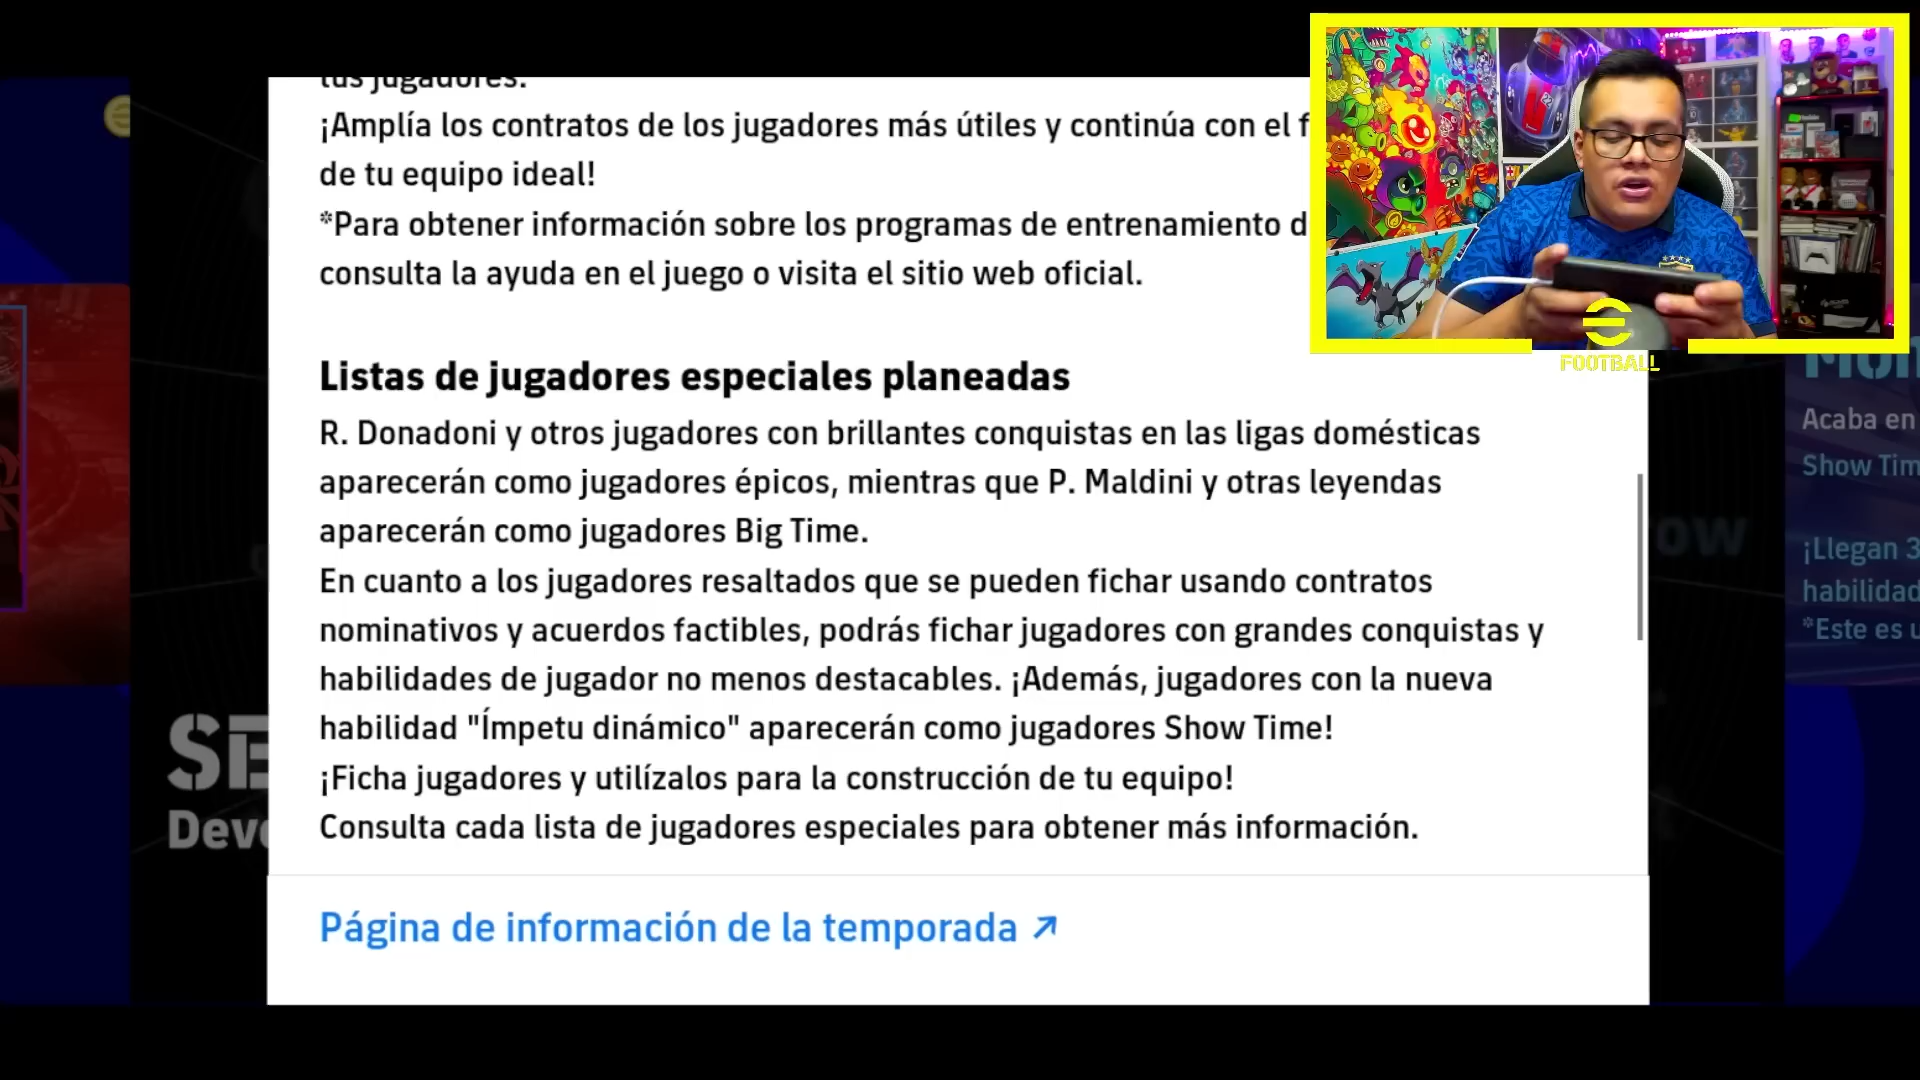 tus jugadores.
¡Amplía los contratos de los jugadores más útiles y continúa con el f
de tu equipo ideal!
*Para obtener información sobre los programas de entrenamiento d
consulta la ayuda en el juego o visita el sitio web oficial.
Listas de jugadores especiales planeadas
R. Donadoni y otros jugadores con brillantes conquistas en las ligas domésticas
aparecerán como jugadores épicos, mientras que P. Maldini y otras leyendas
aparecerán como jugadores Big Time.
En cuanto a los jugadores resaltados que se pueden fichar usando contratos
nominativos y acuerdos factibles, podrás fichar jugadores con grandes conquistas y
habilidades de jugador no menos destacables. ¡Además, jugadores con la nueva
habilidad "Ímpetu dinámico" aparecerán como jugadores Show Time!
¡Ficha jugadores y utilízalos para la construcción de tu equipo!
Consulta cada lista de jugadores especiales para obtener más información.
Página de información de la temporada ↗
FOOTBALL
Acaba en
Show Tim
¡Llegan 3
habilidad
*Este es u
ow
SE
Deve